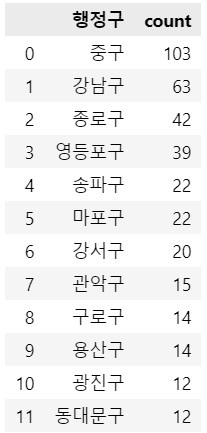 행정구 count
0 중구 103
1 강남구 63
2 종로구 42
3 영등포구 39
4 송파구 22
5 마포구 22
6 강서구 20
7 관악구 15
8 구로구 14
9 용산구 14
10 광진구 12
11 동대문구 12